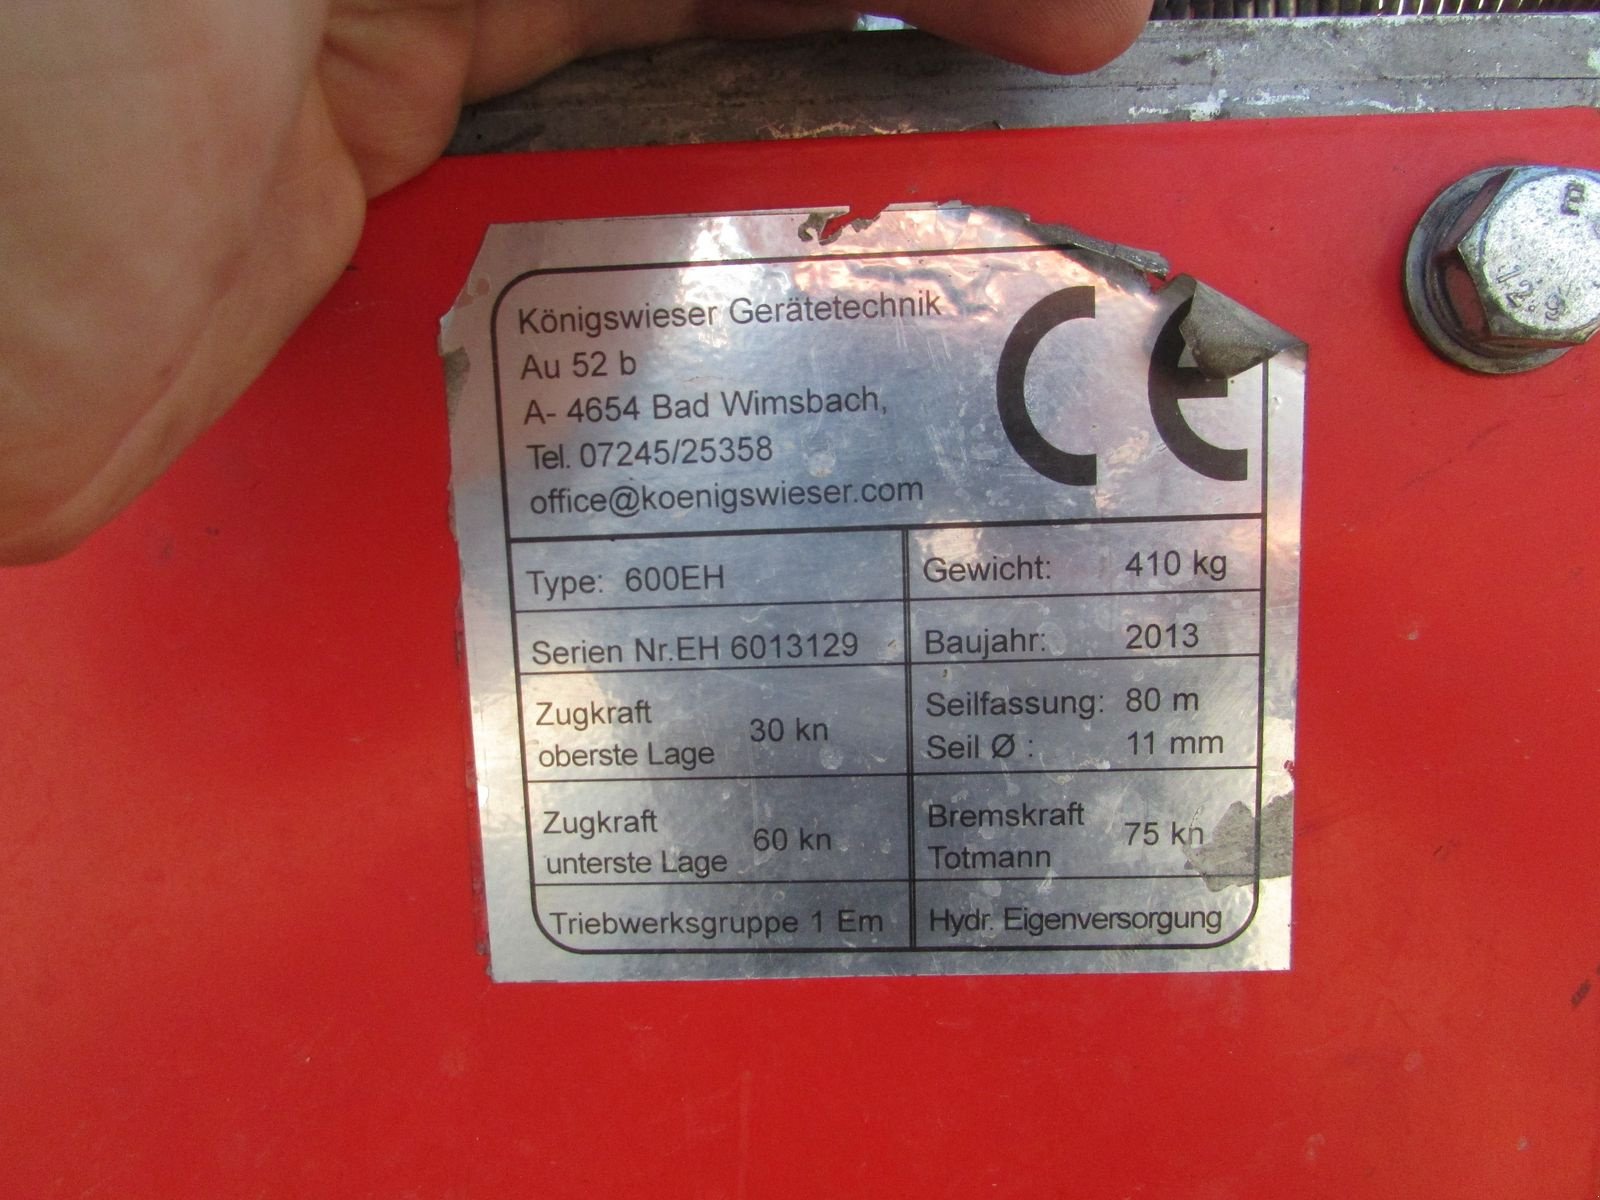 Königswieser Gerätetechnik
Au 52 b
A- 4654 Bad Wimsbach,
Tel. 07245/25358
office@koenigswieser.com
CE
Type: 600EH
Gewicht: 410 kg
Serien Nr.EH 6013129
Baujahr: 2013
Zugkraft
oberste Lage 30 kn
Seilfassung: 80 m
Seil Ø : 11 mm
Zugkraft
unterste Lage 60 kn
Bremskraft
Totmann 75 kn
Triebwerksgruppe 1 Em
Hydr. Eigenversorgung
12.9